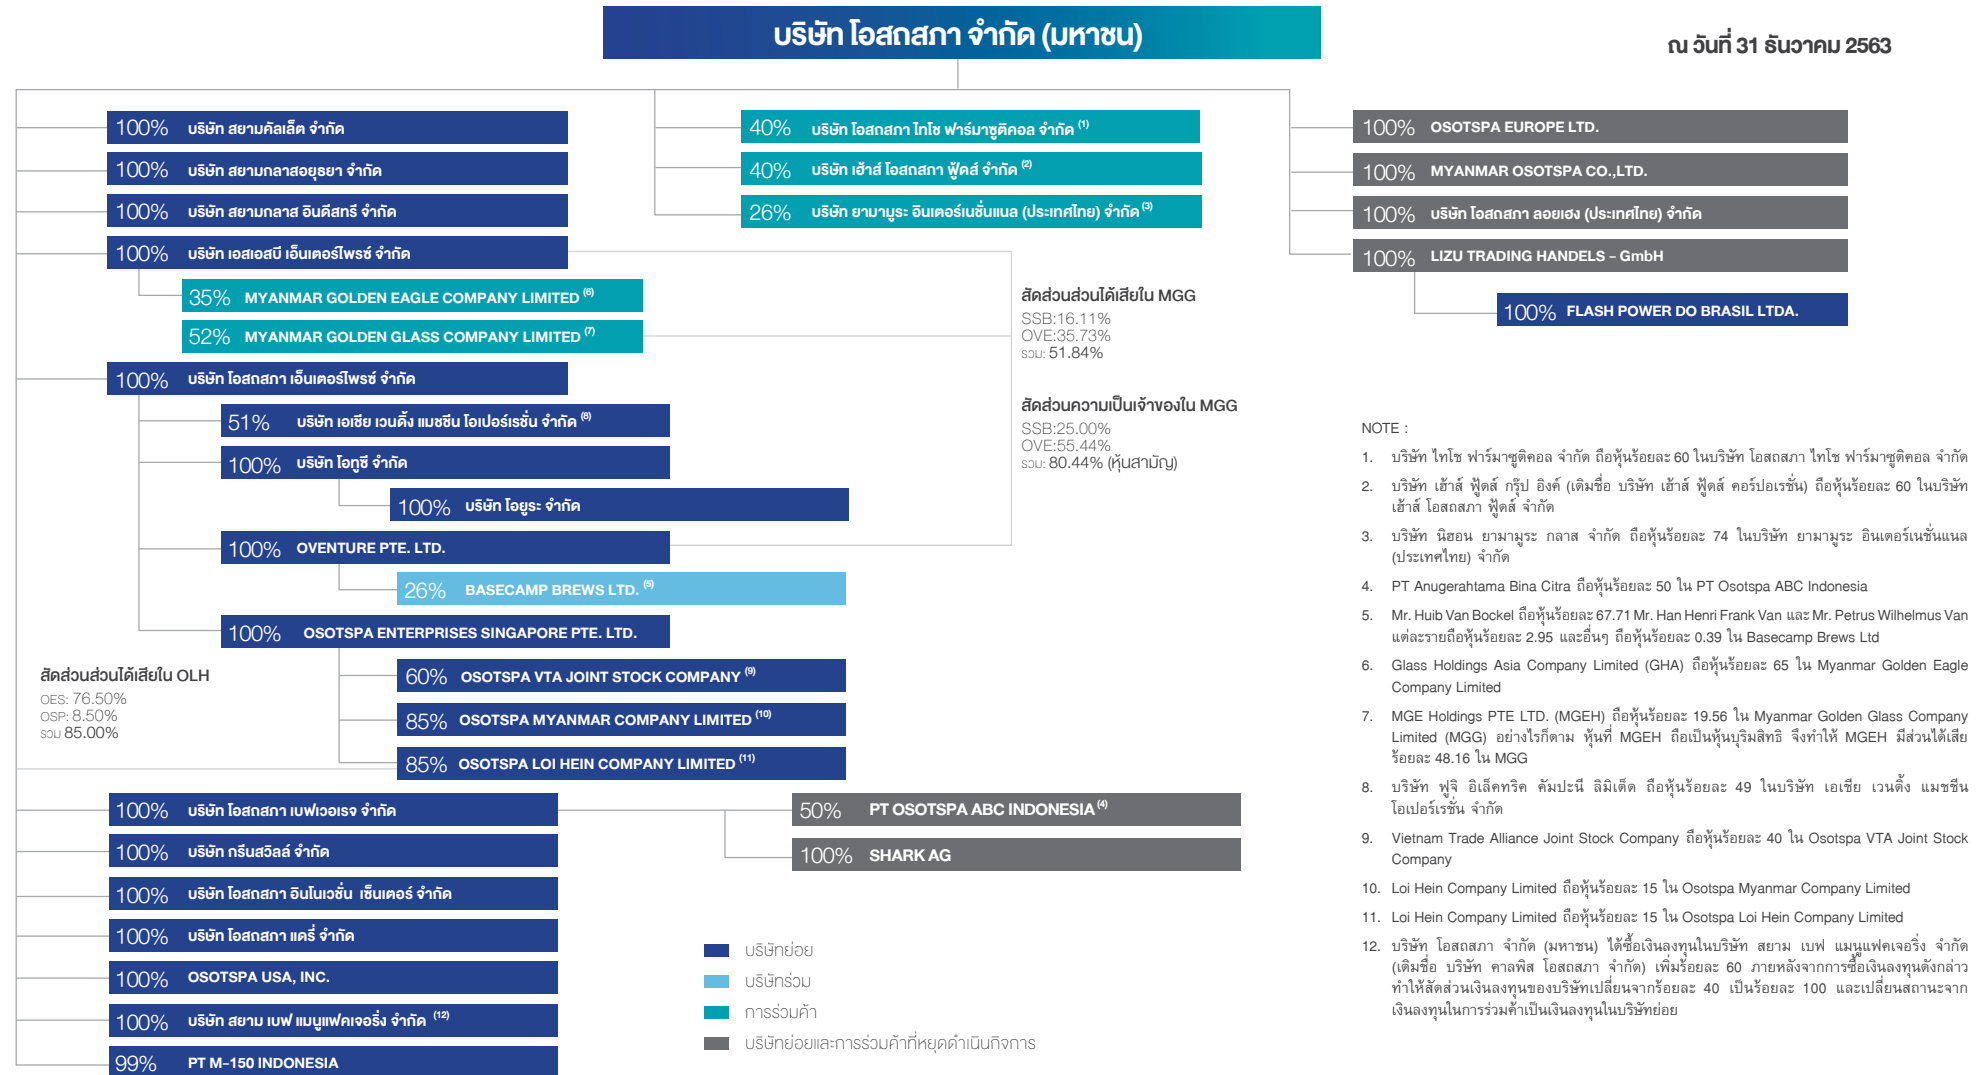 บริษัท โอสถสภา จำกัด (มหาชน)
ณ วันที่ 31 ธันวาคม 2563
100% บริษัท สยามคัลเล็ต จำกัด
100% บริษัท สยามกลาสอยุธยา จำกัด
100% บริษัท สยามกลาส อินดัสทรี จำกัด
100% บริษัท เอสเอสบี เอ็นเตอร์ไพรซ์ จำกัด
35% MYANMAR GOLDEN EAGLE COMPANY LIMITED (6)
52% MYANMAR GOLDEN GLASS COMPANY LIMITED (7)
100% บริษัท โอสถสภา เอ็นเตอร์ไพรซ์ จำกัด
51% บริษัท เอเชีย เวนดิ้ง แมชชีน โอเปอร์เรชั่น จำกัด (8)
100% บริษัท โอทูซี จำกัด
100% บริษัท โอยูระ จำกัด
100% OVENTURE PTE. LTD.
26% BASECAMP BREWS LTD. (5)
100% OSOTSPA ENTERPRISES SINGAPORE PTE. LTD.
60% OSOTSPA VTA JOINT STOCK COMPANY (9)
85% OSOTSPA MYANMAR COMPANY LIMITED (10)
85% OSOTSPA LOI HEIN COMPANY LIMITED (11)
สัดส่วนส่วนได้เสียใน OLH
OES: 76.50%
OSP: 8.50%
รวม 85.00%
100% บริษัท โอสถสภา เบฟเวอเรจ จำกัด
100% บริษัท กรีนสวิลล์ จำกัด
100% บริษัท โอสถสภา อินโนเวชั่น เซ็นเตอร์ จำกัด
100% บริษัท โอสถสภา แดรี่ จำกัด
100% OSOTSPA USA, INC.
100% บริษัท สยาม เบฟ แมนูแฟคเจอริ่ง จำกัด (12)
99% PT M-150 INDONESIA
40% บริษัท โอสถสภา ไทโช ฟาร์มาซูติคอล จำกัด (1)
40% บริษัท เฮ้าส์ โอสถสภา ฟู้ดส์ จำกัด (2)
26% บริษัท ยามามูระ อินเตอร์เนชั่นแนล (ประเทศไทย) จำกัด (3)
สัดส่วนส่วนได้เสียใน MGG
SSB:16.11%
OVE:35.73%
รวม: 51.84%
สัดส่วนความเป็นเจ้าของใน MGG
SSB:25.00%
OVE:55.44%
รวม: 80.44% (หุ้นสามัญ)
50% PT OSOTSPA ABC INDONESIA (4)
100% SHARK AG
บริษัทย่อย
บริษัทร่วม
การร่วมค้า
บริษัทย่อยและการร่วมค้าที่หยุดดำเนินกิจการ
100% OSOTSPA EUROPE LTD.
100% MYANMAR OSOTSPA CO.,LTD.
100% บริษัท โอสถสภา ลอยเฮง (ประเทศไทย) จำกัด
100% LIZU TRADING HANDELS - GmbH
100% FLASH POWER DO BRASIL LTDA.
NOTE :
1. บริษัท ไทโช ฟาร์มาซูติคอล จำกัด ถือหุ้นร้อยละ 60 ในบริษัท โอสถสภา ไทโช ฟาร์มาซูติคอล จำกัด
2. บริษัท เฮ้าส์ ฟู้ดส์ กรุ๊ป อิงค์ (เดิมชื่อ บริษัท เฮ้าส์ ฟู้ดส์ คอร์ปอเรชั่น) ถือหุ้นร้อยละ 60 ในบริษัท
เฮ้าส์ โอสถสภา ฟู้ดส์ จำกัด
3. บริษัท นิฮอน ยามามูระ กลาส จำกัด ถือหุ้นร้อยละ 74 ในบริษัท ยามามูระ อินเตอร์เนชั่นแนล
(ประเทศไทย) จำกัด
4. PT Anugerahtama Bina Citra ถือหุ้นร้อยละ 50 ใน PT Osotspa ABC Indonesia
5. Mr. Huib Van Bockel ถือหุ้นร้อยละ 67.71 Mr. Han Henri Frank Van และ Mr. Petrus Wilhelmus Van
แต่ละรายถือหุ้นร้อยละ 2.95 และอื่นๆ ถือหุ้นร้อยละ 0.39 ใน Basecamp Brews Ltd
6. Glass Holdings Asia Company Limited (GHA) ถือหุ้นร้อยละ 65 ใน Myanmar Golden Eagle
Company Limited
7. MGE Holdings PTE LTD. (MGEH) ถือหุ้นร้อยละ 19.56 ใน Myanmar Golden Glass Company
Limited (MGG) อย่างไรก็ตาม หุ้นที่ MGEH ถือเป็นหุ้นบุริมสิทธิ จึงทำให้ MGEH มีส่วนได้เสีย
ร้อยละ 48.16 ใน MGG
8. บริษัท ฟูจิ อิเล็คทริค คัมปะนี ลิมิเต็ด ถือหุ้นร้อยละ 49 ในบริษัท เอเชีย เวนดิ้ง แมชชีน
โอเปอร์เรชั่น จำกัด
9. Vietnam Trade Alliance Joint Stock Company ถือหุ้นร้อยละ 40 ใน Osotspa VTA Joint Stock
Company
10. Loi Hein Company Limited ถือหุ้นร้อยละ 15 ใน Osotspa Myanmar Company Limited
11. Loi Hein Company Limited ถือหุ้นร้อยละ 15 ใน Osotspa Loi Hein Company Limited
12. บริษัท โอสถสภา จำกัด (มหาชน) ได้ซื้อเงินลงทุนในบริษัท สยาม เบฟ แมนูแฟคเจอริ่ง จำกัด
(เดิมชื่อ บริษัท คาลพิส โอสถสภา จำกัด) เพิ่มร้อยละ 60 ภายหลังจากการซื้อเงินลงทุนดังกล่าว
ทำให้สัดส่วนเงินลงทุนของบริษัทเปลี่ยนจากร้อยละ 40 เป็นร้อยละ 100 และเปลี่ยนสถานะจาก
เงินลงทุนในการร่วมค้าเป็นเงินลงทุนในบริษัทย่อย